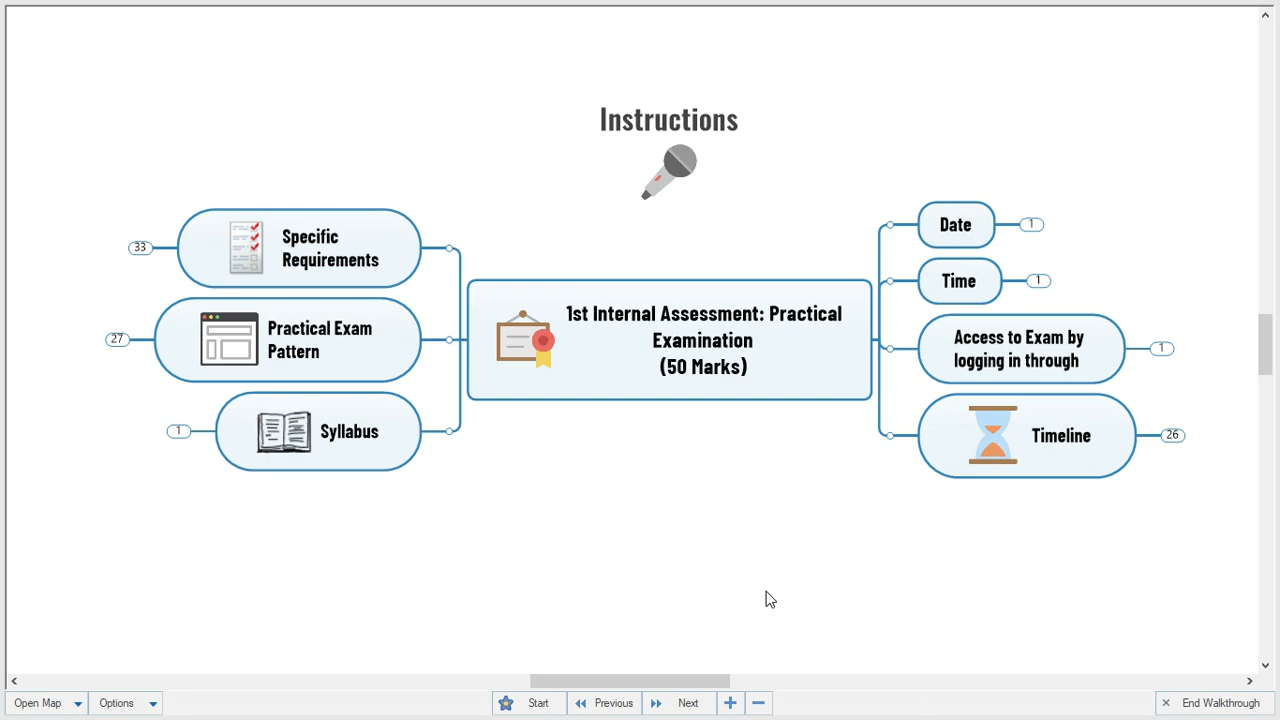 Instructions
33
Specific
Requirements
27
Practical Exam
Pattern
1
Syllabus
1st Internal Assessment: Practical
Examination
(50 Marks)
Date
1
Time
1
Access to Exam by
logging in through
1
Timeline
26
Open Map
Options
Start
Previous
Next
End Walkthrough